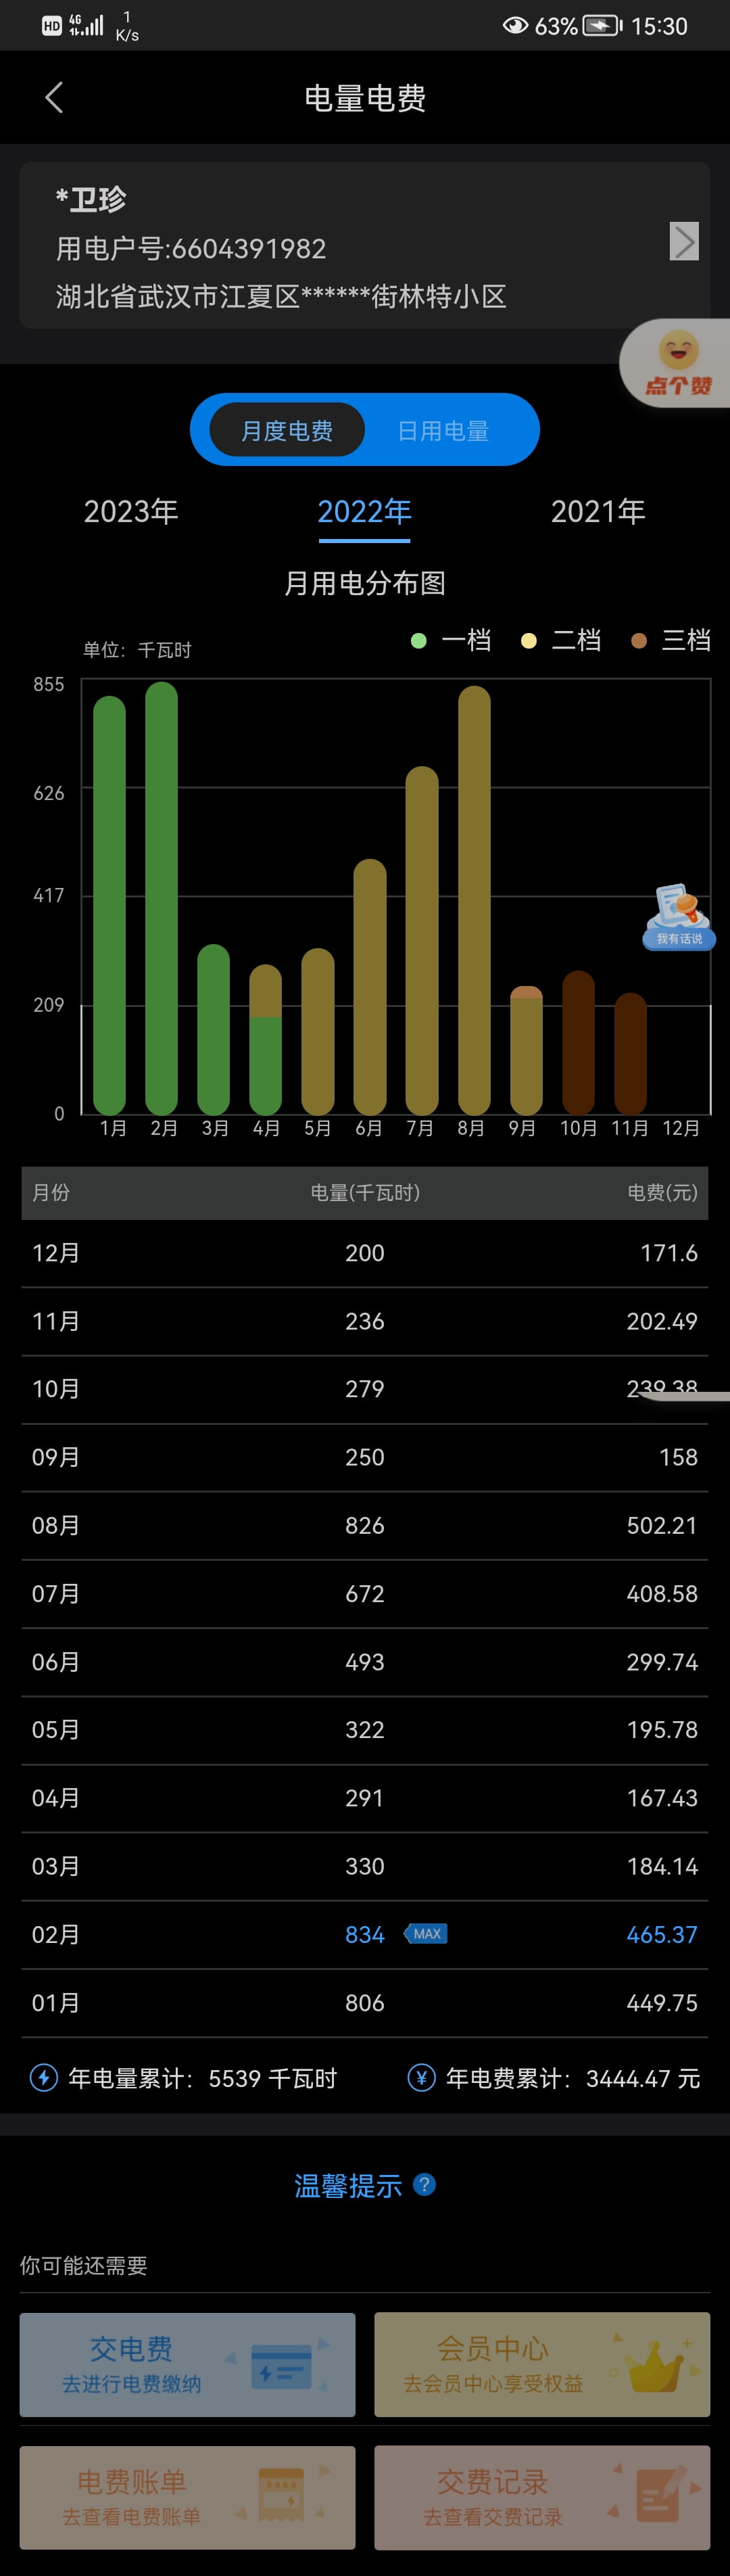 HD 4G 1 K/s 63% 15:30
电量电费
*卫珍
用电户号:6604391982
湖北省武汉市江夏区******街林特小区
点个赞
月度电费 日用电量
2023年 2022年 2021年
月用电分布图
单位：千瓦时 一档 二档 三档
855
626
417
我有话说
209
0
1月 2月 3月 4月 5月 6月 7月 8月 9月 10月 11月 12月
月份 电量(千瓦时) 电费(元)
12月 200 171.6
11月 236 202.49
10月 279 239.38
09月 250 158
08月 826 502.21
07月 672 408.58
06月 493 299.74
05月 322 195.78
04月 291 167.43
03月 330 184.14
02月 834 MAX 465.37
01月 806 449.75
年电量累计：5539 千瓦时 ¥ 年电费累计：3444.47 元
温馨提示 ?
你可能还需要
交电费 会员中心
去进行电费缴纳 去会员中心享受权益
电费账单 交费记录
去查看电费账单 去查看交费记录